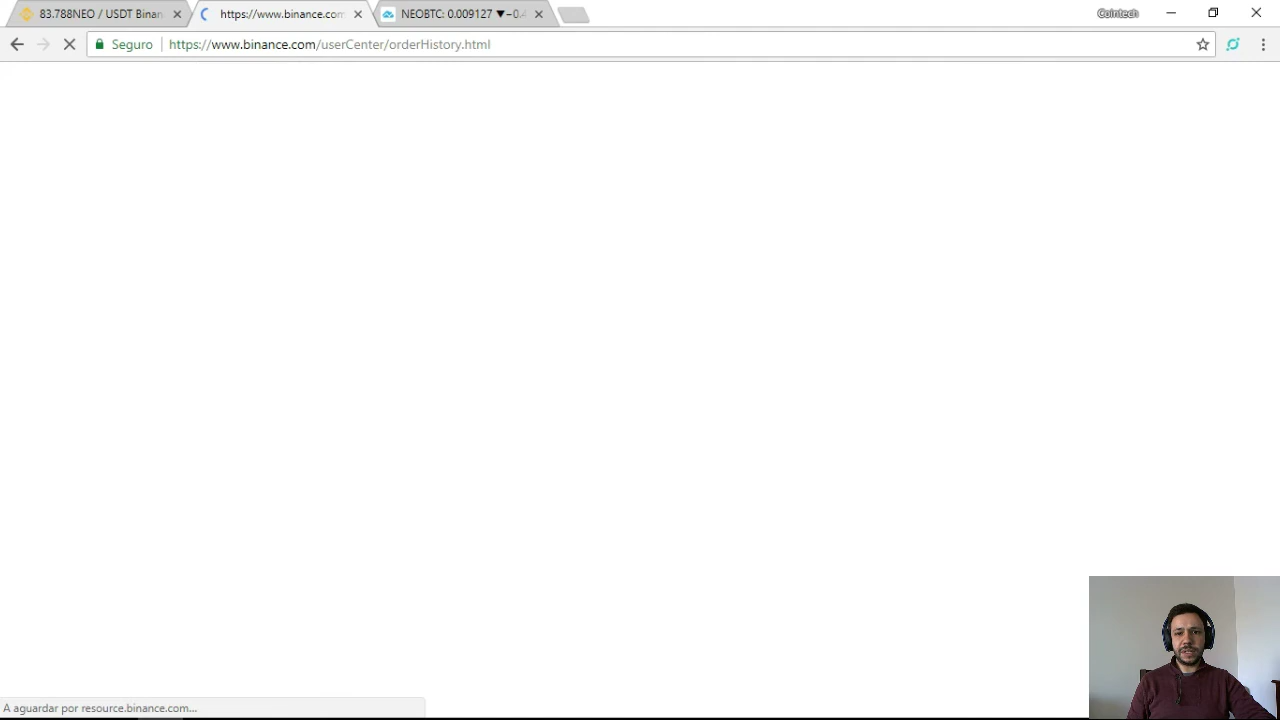 83.788NEO / USDT Binan
https://www.binance.com
NEOBTC: 0.009127 ▼−0.4
Cointech
Seguro
https://www.binance.com/userCenter/orderHistory.html
A aguardar por resource.binance.com...